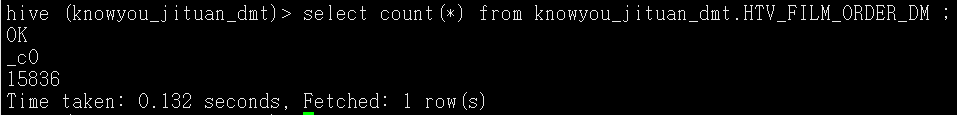 hive (knowyou_jituan_dmt)> select count(*) from knowyou_jituan_dmt.HTV_FILM_ORDER_DM ;
OK
_c0
15836
Time taken: 0.132 seconds, Fetched: 1 row(s)